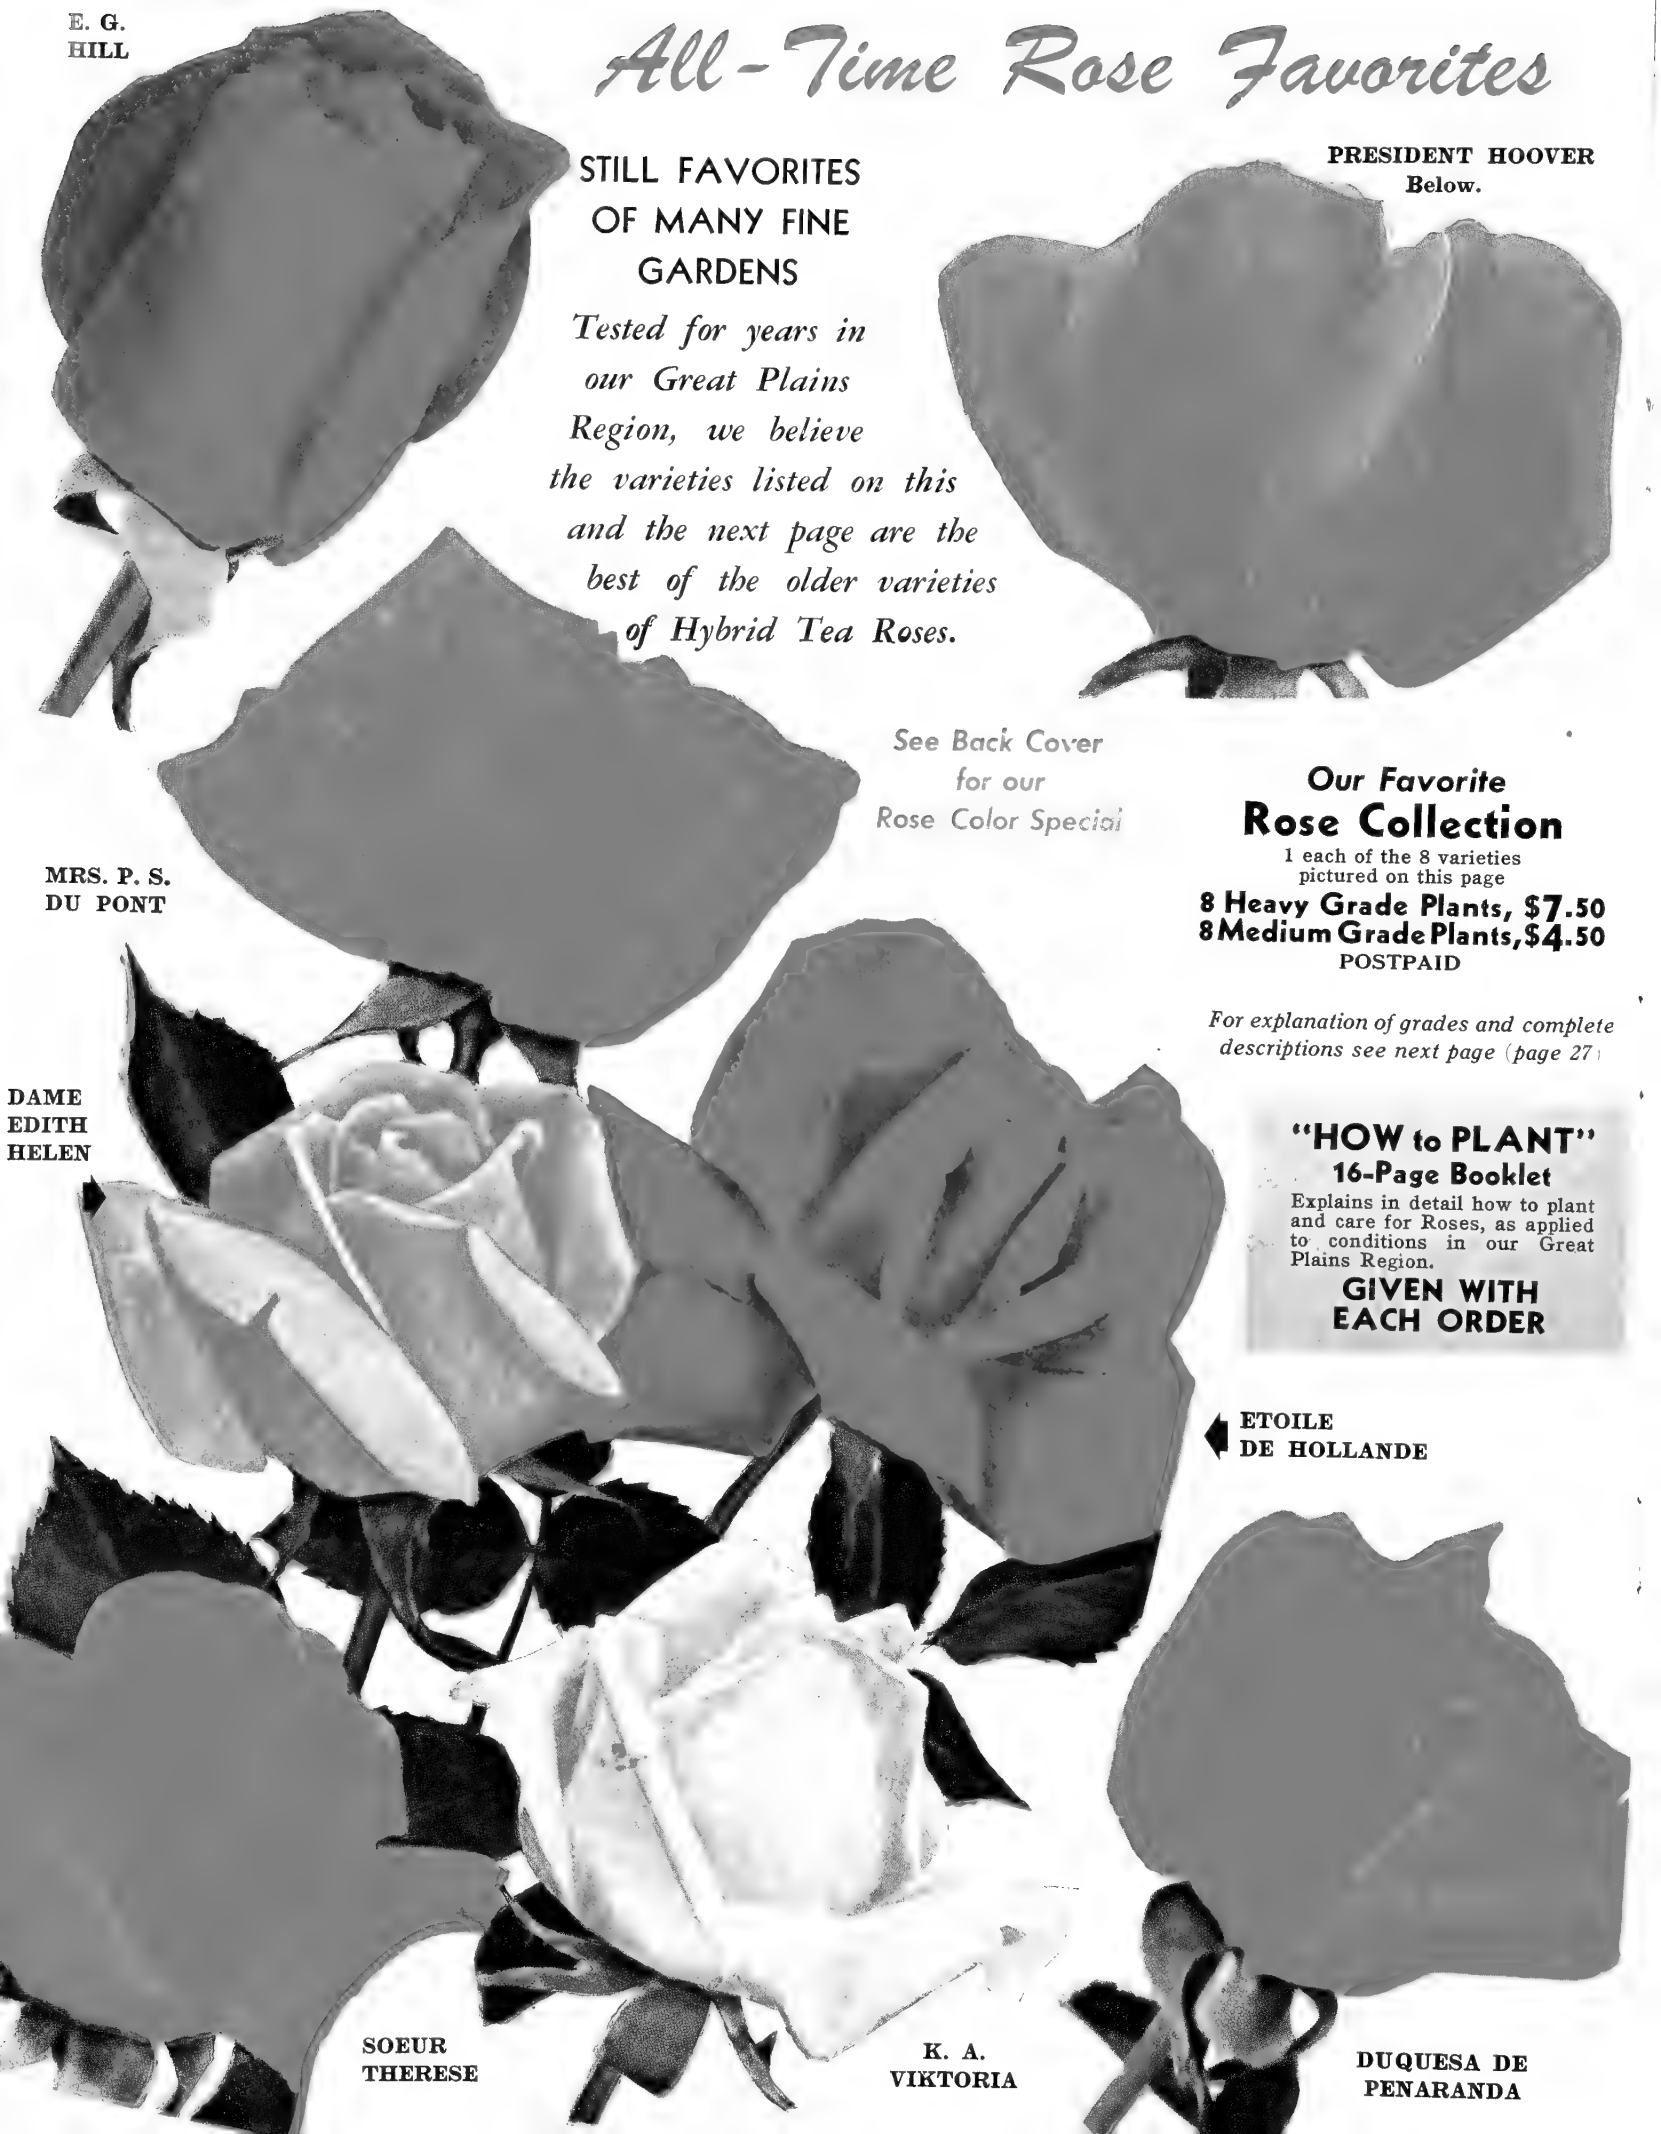 E. G.
HILL
All-Time Rose Favorites
STILL FAVORITES
OF MANY FINE
GARDENS
Tested for years in
our Great Plains
Region, we believe
the varieties listed on this
and the next page are the
best of the older varieties
of Hybrid Tea Roses.
PRESIDENT HOOVER
Below.
See Back Cover
for our
Rose Color Special
Our Favorite
Rose Collection
1 each of the 8 varieties
pictured on this page
8 Heavy Grade Plants, $7.50
8 Medium Grade Plants, $4.50
POSTPAID
For explanation of grades and complete
descriptions see next page (page 27)
MRS. P. S.
DU PONT
DAME
EDITH
HELEN
"HOW to PLANT"
16-Page Booklet
Explains in detail how to plant
and care for Roses, as applied
to conditions in our Great
Plains Region.
GIVEN WITH
EACH ORDER
ETOILE
DE HOLLANDE
SOEUR
THERESE
K. A.
VIKTORIA
DUQUESA DE
PENARANDA